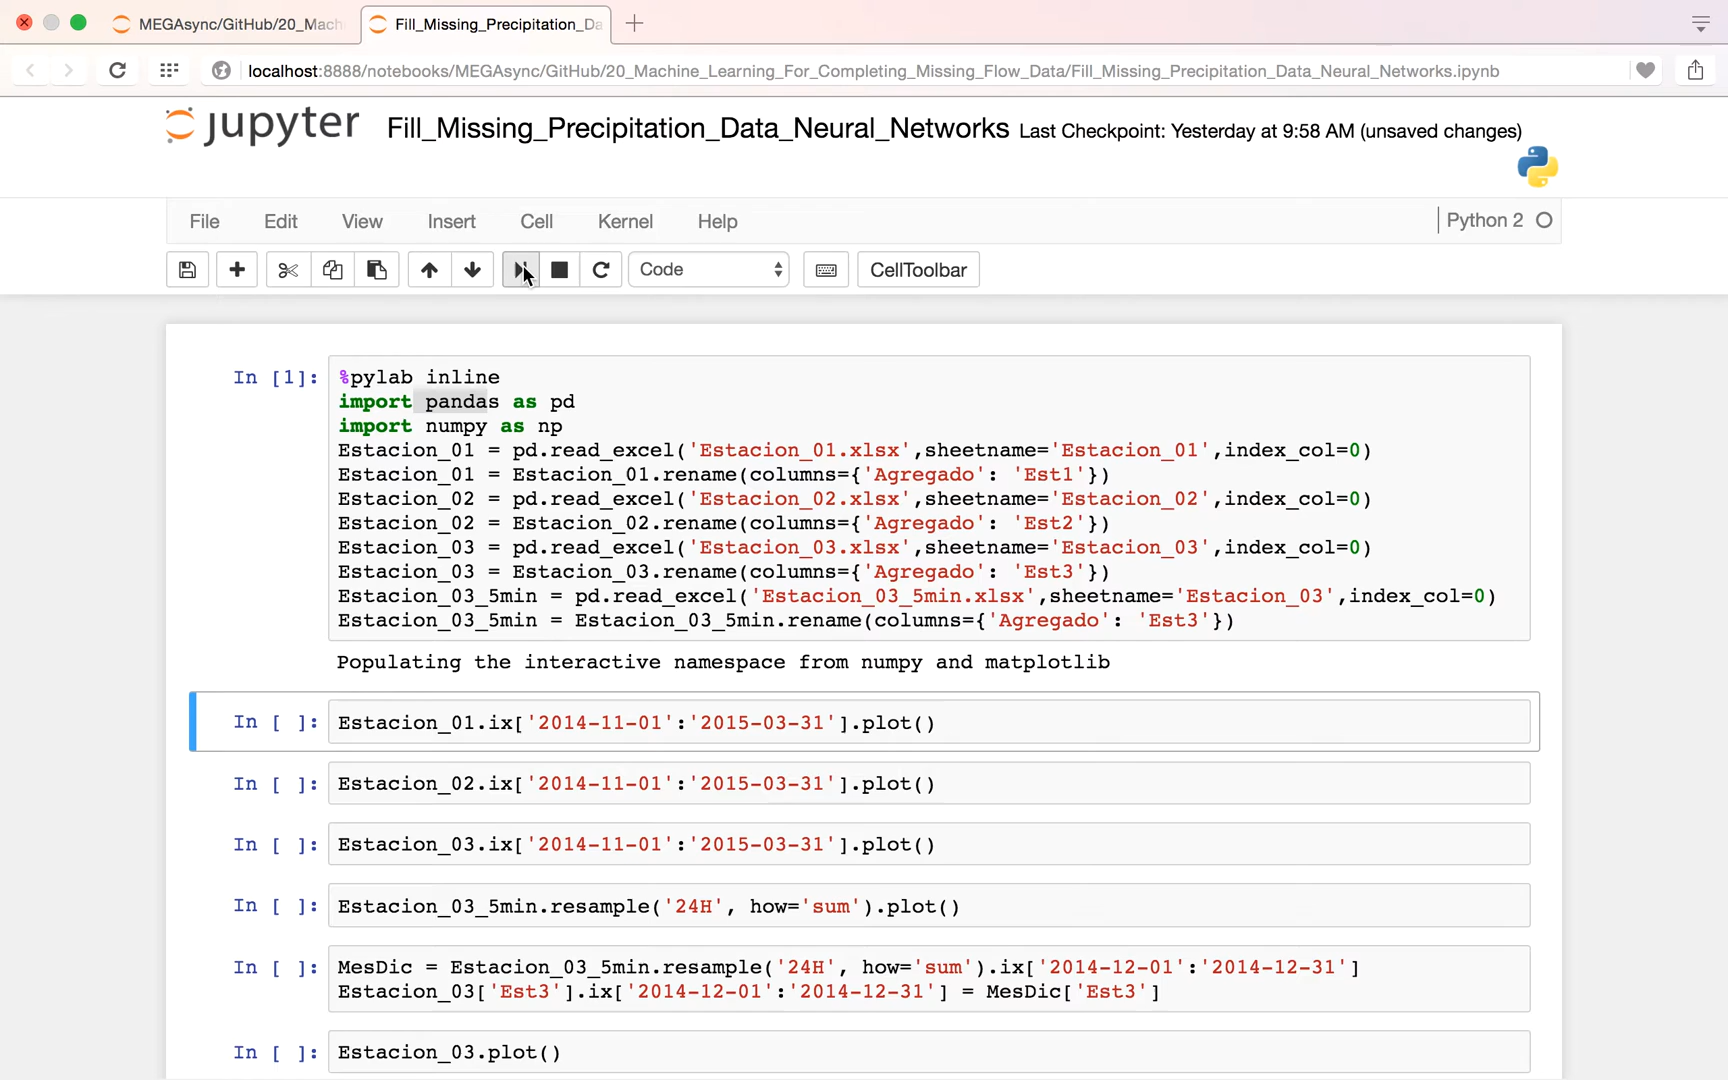 MEGAsync/GitHub/20_Mach
Fill_Missing_Precipitation_Da
localhost:8888/notebooks/MEGAsync/GitHub/20_Machine_Learning_For_Completing_Missing_Flow_Data/Fill_Missing_Precipitation_Data_Neural_Networks.ipynb
jupyter Fill_Missing_Precipitation_Data_Neural_Networks Last Checkpoint: Yesterday at 9:58 AM (unsaved changes)
File Edit View Insert Cell Kernel Help Python 2
Code CellToolbar
In [1]: %pylab inline
import pandas as pd
import numpy as np
Estacion_01 = pd.read_excel('Estacion_01.xlsx',sheetname='Estacion_01',index_col=0)
Estacion_01 = Estacion_01.rename(columns={'Agregado': 'Est1'})
Estacion_02 = pd.read_excel('Estacion_02.xlsx',sheetname='Estacion_02',index_col=0)
Estacion_02 = Estacion_02.rename(columns={'Agregado': 'Est2'})
Estacion_03 = pd.read_excel('Estacion_03.xlsx',sheetname='Estacion_03',index_col=0)
Estacion_03 = Estacion_03.rename(columns={'Agregado': 'Est3'})
Estacion_03_5min = pd.read_excel('Estacion_03_5min.xlsx',sheetname='Estacion_03',index_col=0)
Estacion_03_5min = Estacion_03_5min.rename(columns={'Agregado': 'Est3'})
Populating the interactive namespace from numpy and matplotlib
In [ ]: Estacion_01.ix['2014-11-01':'2015-03-31'].plot()
In [ ]: Estacion_02.ix['2014-11-01':'2015-03-31'].plot()
In [ ]: Estacion_03.ix['2014-11-01':'2015-03-31'].plot()
In [ ]: Estacion_03_5min.resample('24H', how='sum').plot()
In [ ]: MesDic = Estacion_03_5min.resample('24H', how='sum').ix['2014-12-01':'2014-12-31']
Estacion_03['Est3'].ix['2014-12-01':'2014-12-31'] = MesDic['Est3']
In [ ]: Estacion_03.plot()